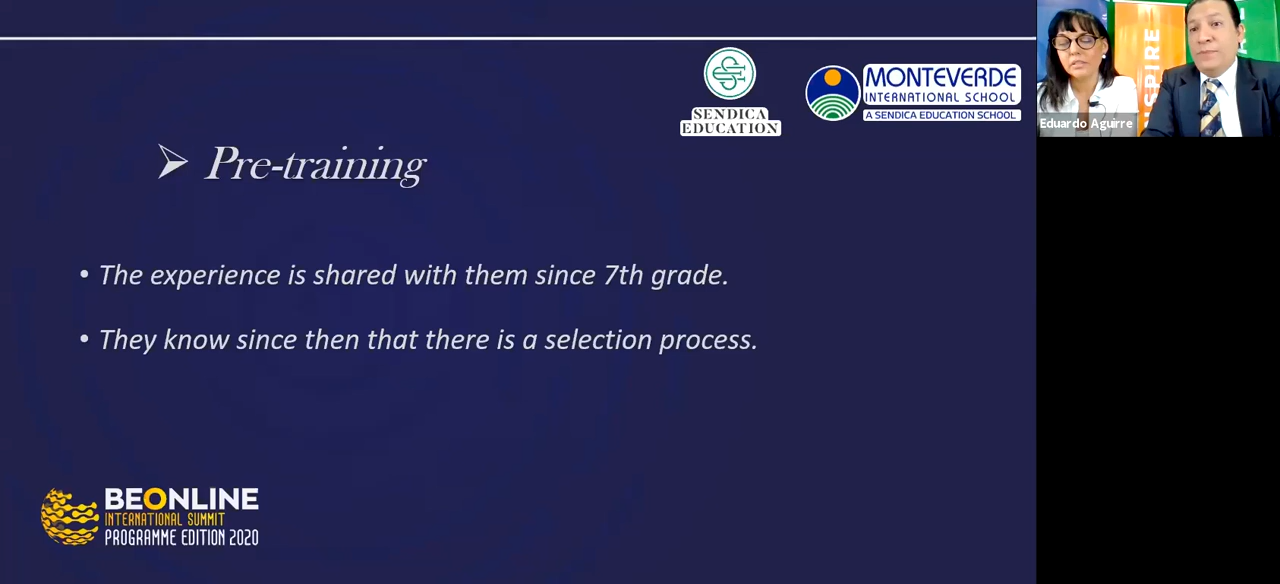 SENDICA
EDUCATION
MONTEVERDE
INTERNATIONAL SCHOOL
A SENDICA EDUCATION SCHOOL
Eduardo Aguirre
➢ Pre-training
• The experience is shared with them since 7th grade.
• They know since then that there is a selection process.
BEONLINE
INTERNATIONAL SUMMIT
PROGRAMME EDITION 2020